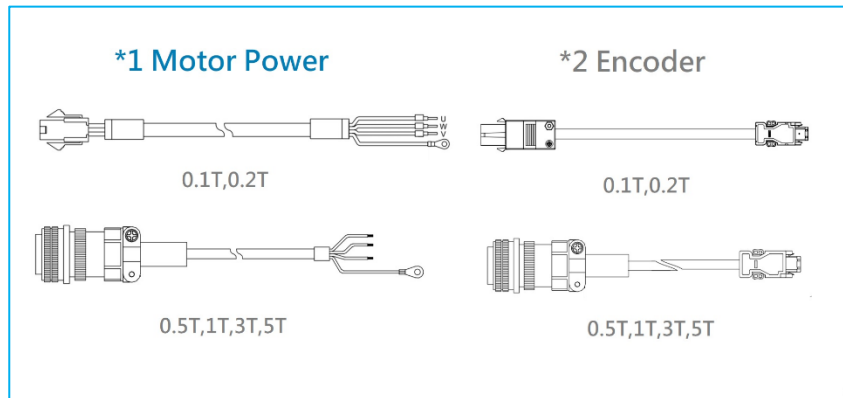 *1 Motor Power
*2 Encoder
U
W
V
0.1T,0.2T
0.1T,0.2T
0.5T,1T,3T,5T
0.5T,1T,3T,5T